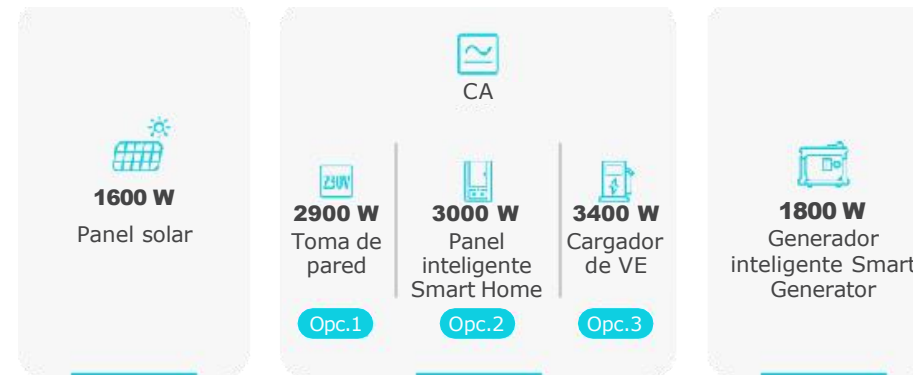 1600 W
Panel solar
CA
230V
2900 W
Toma de
pared
Opc.1
3000 W
Panel
inteligente
Smart Home
Opc.2
3400 W
Cargador
de VE
Opc.3
1800 W
Generador
inteligente Smart
Generator